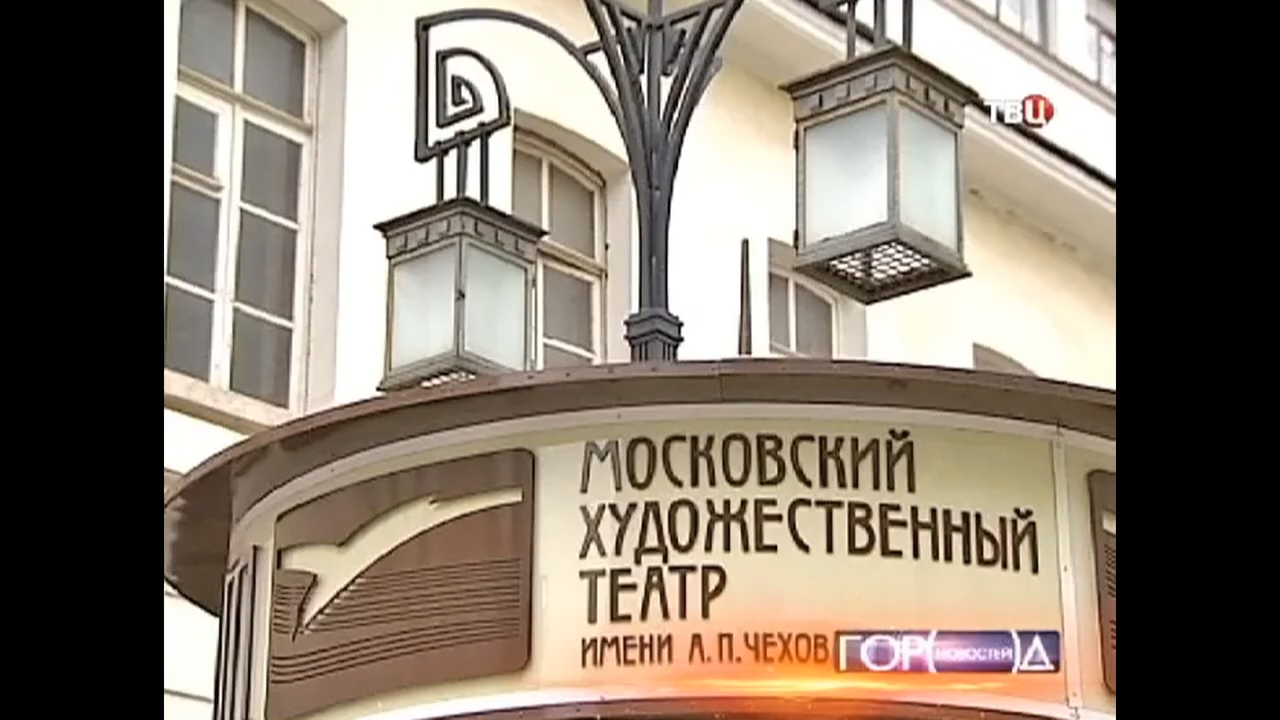 ТВЦ
МОСКОВСКИЙ
ХУДОЖЕСТВЕННЫЙ
ТЕАТР
ИМЕНИ А.П.ЧЕХОВ
ГОР(НОВОСТЕЙ)Д